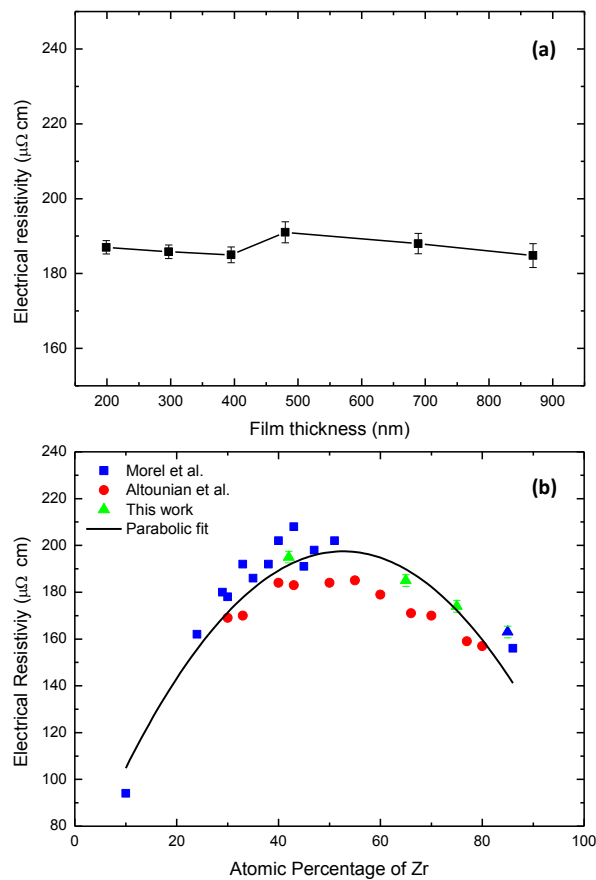 (a)
240
220
200
180
160
Electrical resistivity (μΩ cm)
200 300 400 500 600 700 800 900
Film thickness (nm)
(b)
Morel et al.
Altounian et al.
This work
Parabolic fit
240
220
200
180
160
140
120
100
80
Electrical Resistiviy (μΩ cm)
0 20 40 60 80 100
Atomic Percentage of Zr